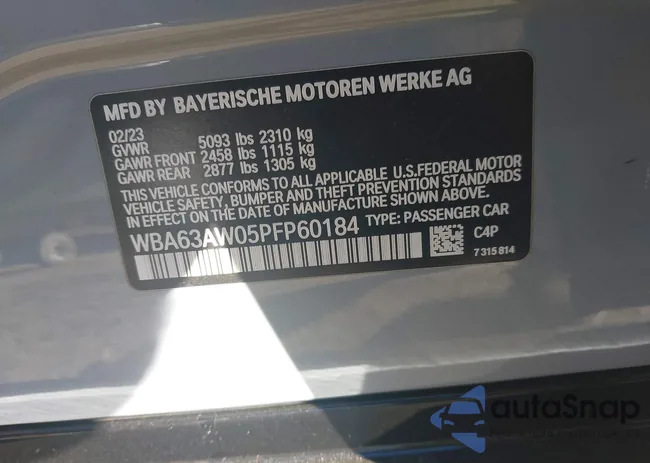 MFD BY BAYERISCHE MOTOREN WERKE AG
02/23
GVWR 5093 lbs 2310 kg
GAWR FRONT 2458 lbs 1115 kg
GAWR REAR 2877 lbs 1305 kg
THIS VEHICLE CONFORMS TO ALL APPLICABLE U.S.FEDERAL MOTOR
VEHICLE SAFETY, BUMPER, AND THEFT PREVENTION STANDARDS
IN EFFECT ON THE DATE OF MANUFACTURE SHOWN ABOVE.
WBA63AW05PFP60184 TYPE: PASSENGER CAR
C4P
7315814
autoSnap